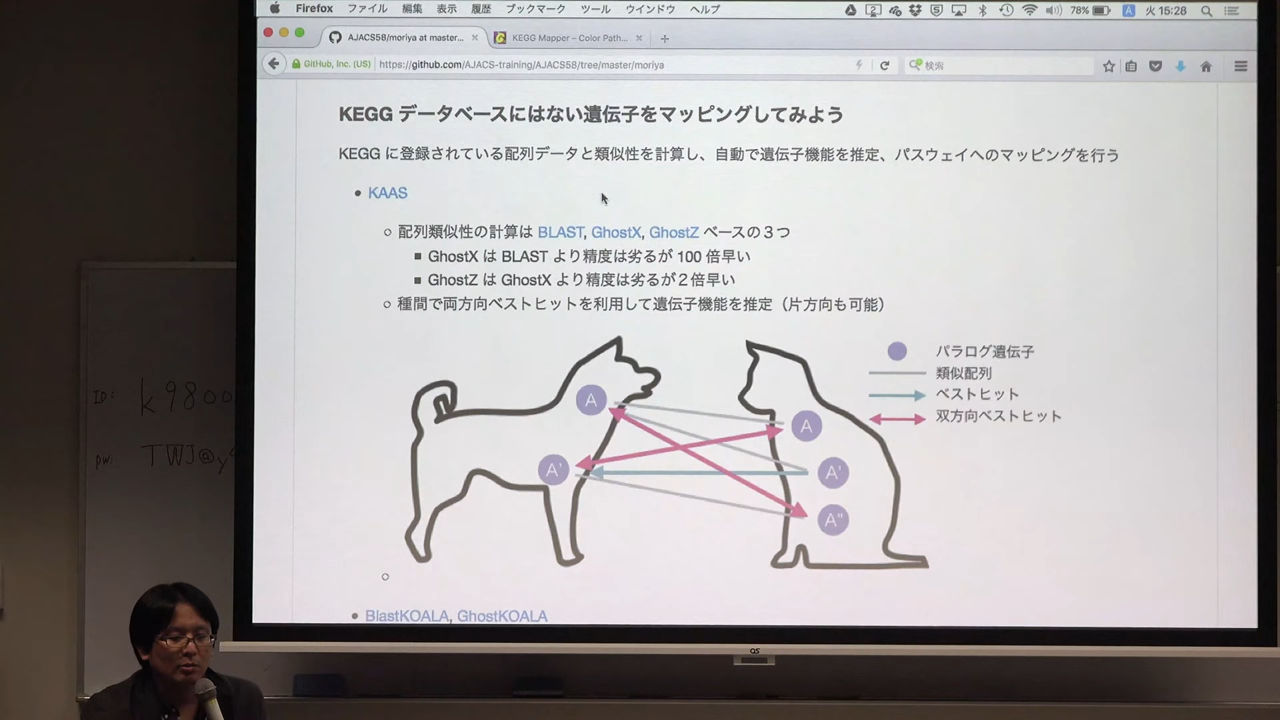 Firefox ファイル 編集 表示 履歴 ブックマーク ツール ウインドウ ヘルプ
78% A 火 15:28
AJACS58/moriya at master...
KEGG Mapper – Color Path...
GitHub, Inc. (US) https://github.com/AJACS-training/AJACS58/tree/master/moriya
検索
KEGG データベースにはない遺伝子をマッピングしてみよう
KEGG に登録されている配列データと類似性を計算し、自動で遺伝子機能を推定、パスウェイへのマッピングを行う
KAAS
配列類似性の計算は BLAST, GhostX, GhostZ ベースの３つ
GhostX は BLAST より精度は劣るが 100 倍早い
GhostZ は GhostX より精度は劣るが２倍早い
種間で両方向ベストヒットを利用して遺伝子機能を推定（片方向も可能）
パラログ遺伝子
類似配列
ベストヒット
双方向ベストヒット
A
A
A'
A'
A"
BlastKOALA, GhostKOALA
ID: k9800
pw: TWJ@y